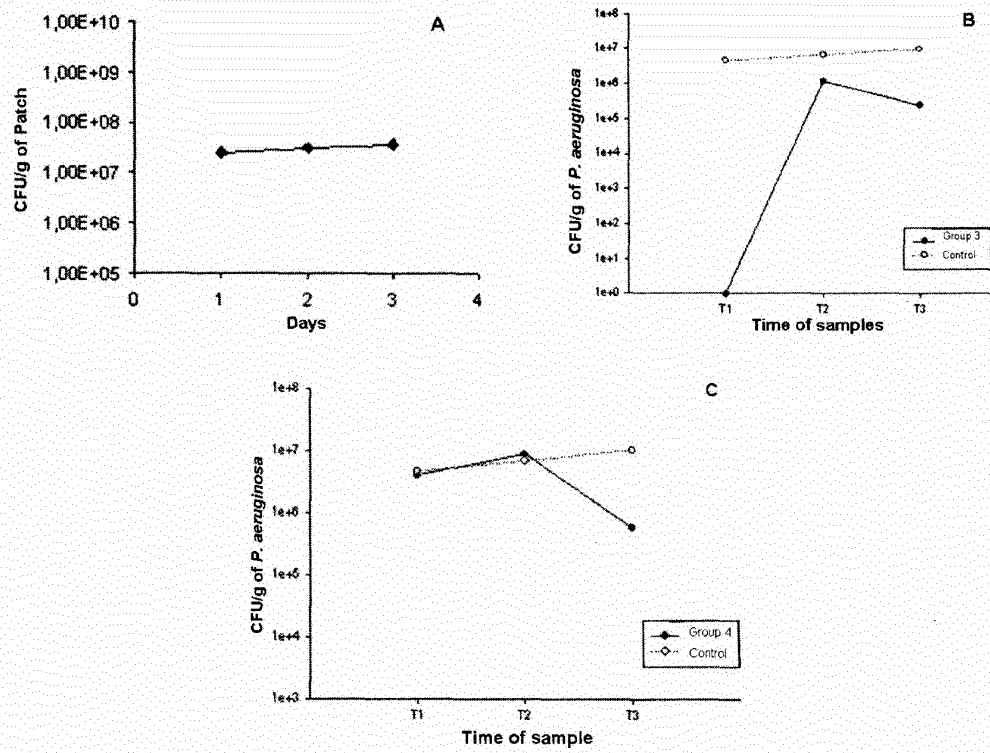 A
1,00E+10
1,00E+09
1,00E+08
1,00E+07
1,00E+06
1,00E+05
CFU/g of Patch
0 1 2 3 4
Days
B
1e+8
1e+7
1e+6
1e+5
1e+4
1e+3
1e+2
1e+1
1e+0
CFU/g of P. aeruginosa
Group 3
Control
T1 T2 T3
Time of samples
C
1e+8
1e+7
1e+6
1e+5
1e+4
1e+3
CFU/g of P. aeruginosa
Group 4
Control
T1 T2 T3
Time of sample